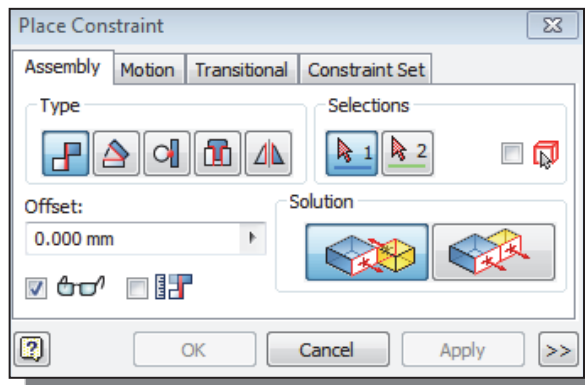 Place Constraint
Assembly Motion Transitional Constraint Set
Type Selections
1 2
Offset: Solution
0.000 mm
? OK Cancel Apply >>